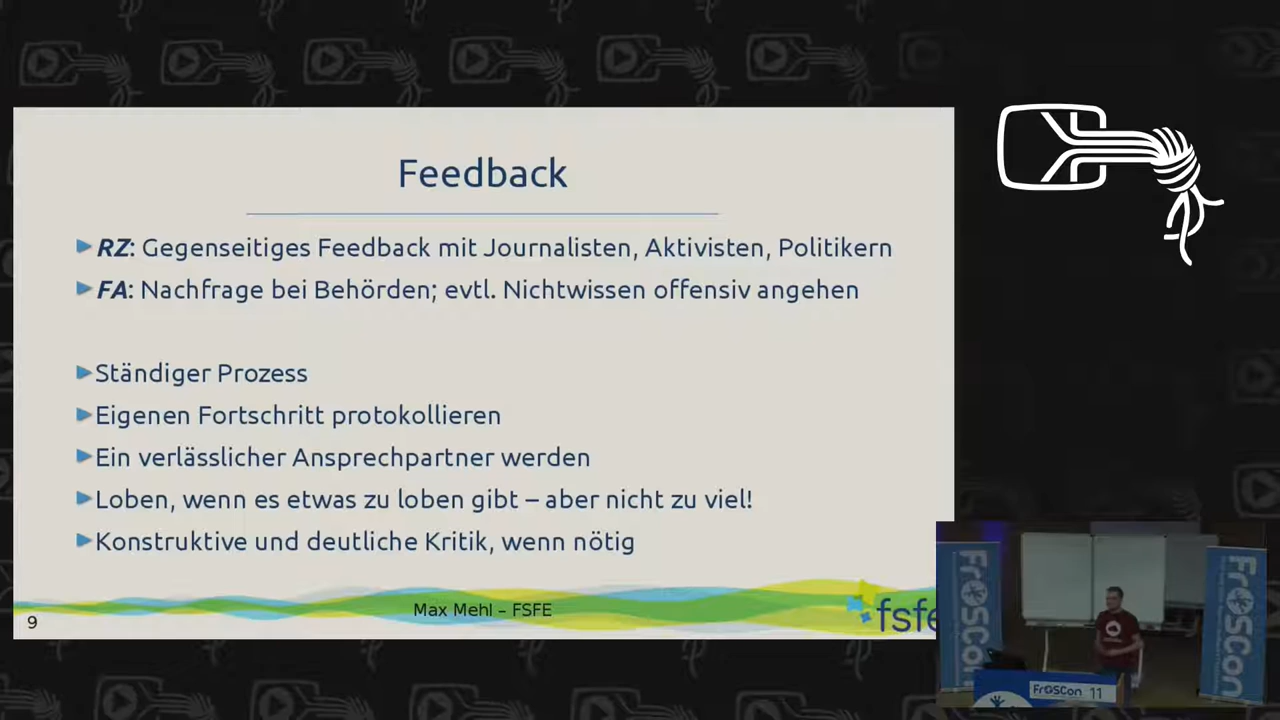 Feedback
RZ: Gegenseitiges Feedback mit Journalisten, Aktivisten, Politikern
FA: Nachfrage bei Behörden; evtl. Nichtwissen offensiv angehen
Ständiger Prozess
Eigenen Fortschritt protokollieren
Ein verlässlicher Ansprechpartner werden
Loben, wenn es etwas zu loben gibt – aber nicht zu viel!
Konstruktive und deutliche Kritik, wenn nötig
Max Mehl – FSFE
9
fsfe
FrOSCon
FrOSCon
FrOSCon 11